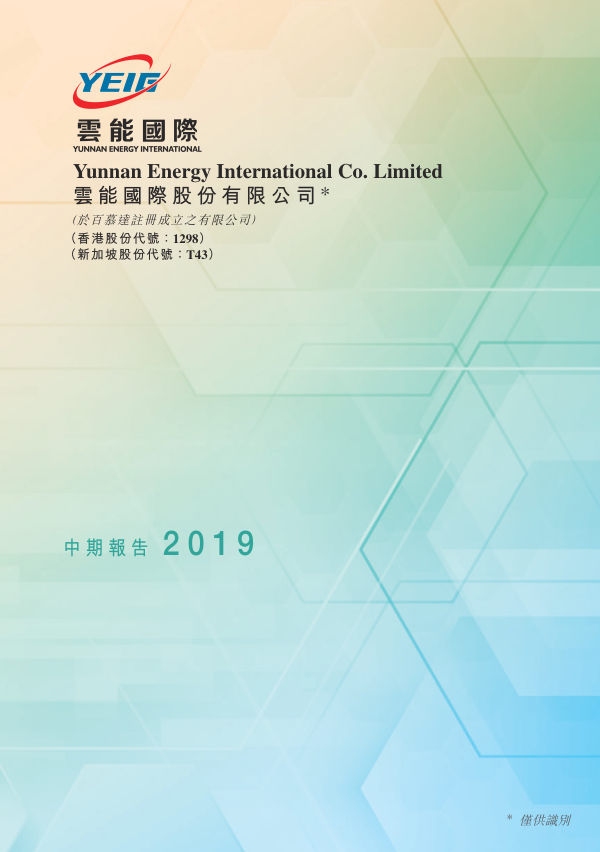 YEIG
雲能國際
YUNNAN ENERGY INTERNATIONAL
Yunnan Energy International Co. Limited
雲能國際股份有限公司*
(於百慕達註冊成立之有限公司)
(香港股份代號：1298)
(新加坡股份代號：T43)
中期報告 2019
* 僅供識別